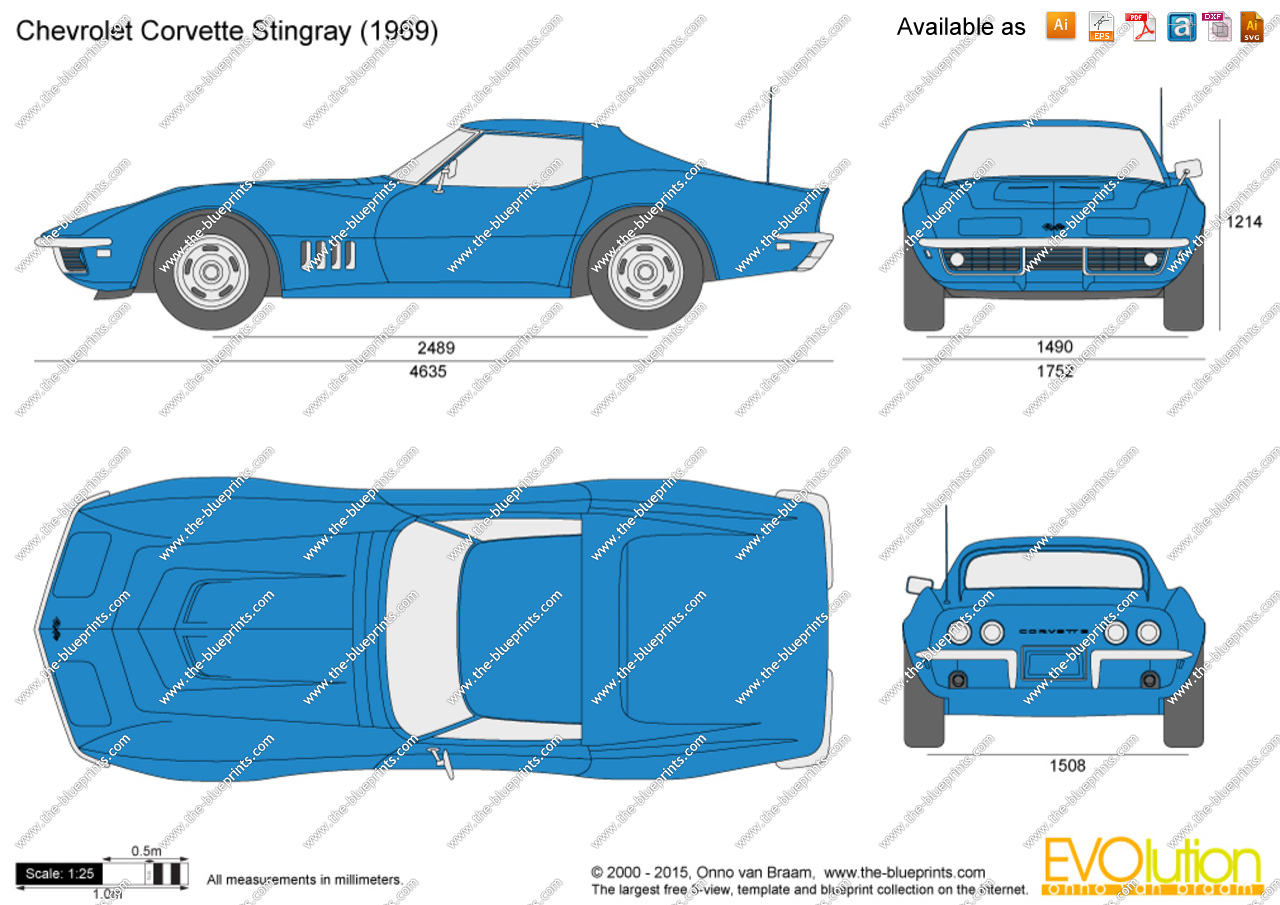 Chevrolet Corvette Stingray (1969)
Available as
Ai
EPS
PDF
a
DXF
Ai
SVG
1214
2489
4635
1490
1752
CORVETTE
1508
0.5m
Scale: 1:25
1.0m
All measurements in millimeters.
© 2000 - 2015, Onno van Braam, www.the-blueprints.com
The largest free 3-view, template and blueprint collection on the internet.
EVOlution
onno van braam
www.the-blueprints.com